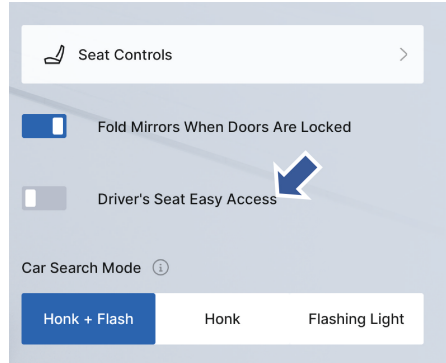 Seat Controls
Fold Mirrors When Doors Are Locked
Driver's Seat Easy Access
Car Search Mode
Honk + Flash
Honk
Flashing Light